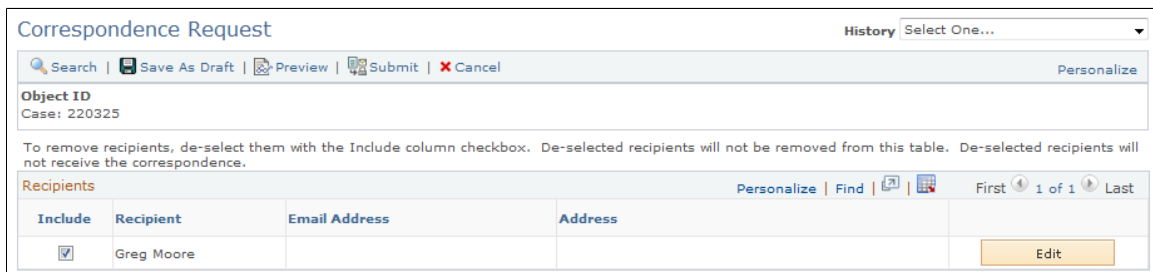 Correspondence Request
History Select One...
Search | Save As Draft | Preview | Submit | Cancel
Personalize
Object ID
Case: 220325
To remove recipients, de-select them with the Include column checkbox. De-selected recipients will not be removed from this table. De-selected recipients will
not receive the correspondence.
Recipients
Personalize | Find | | First 1 of 1 Last
Include Recipient Email Address Address
Greg Moore Edit